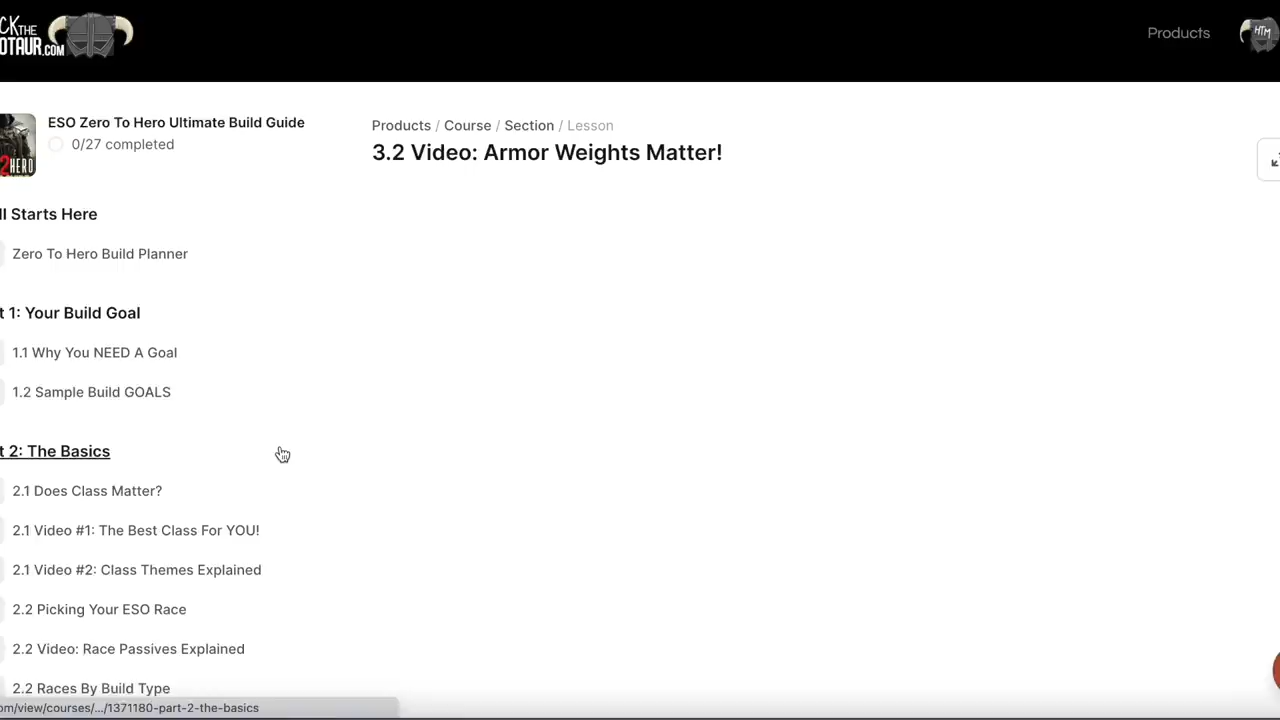 CK THE
OTAUR.COM
Products
HTM
ESO Zero To Hero Ultimate Build Guide
0/27 completed
2HERO
Products / Course / Section / Lesson
3.2 Video: Armor Weights Matter!
ll Starts Here
Zero To Hero Build Planner
t 1: Your Build Goal
1.1 Why You NEED A Goal
1.2 Sample Build GOALS
t 2: The Basics
2.1 Does Class Matter?
2.1 Video #1: The Best Class For YOU!
2.1 Video #2: Class Themes Explained
2.2 Picking Your ESO Race
2.2 Video: Race Passives Explained
2.2 Races By Build Type
om/view/courses/.../1371180-part-2-the-basics